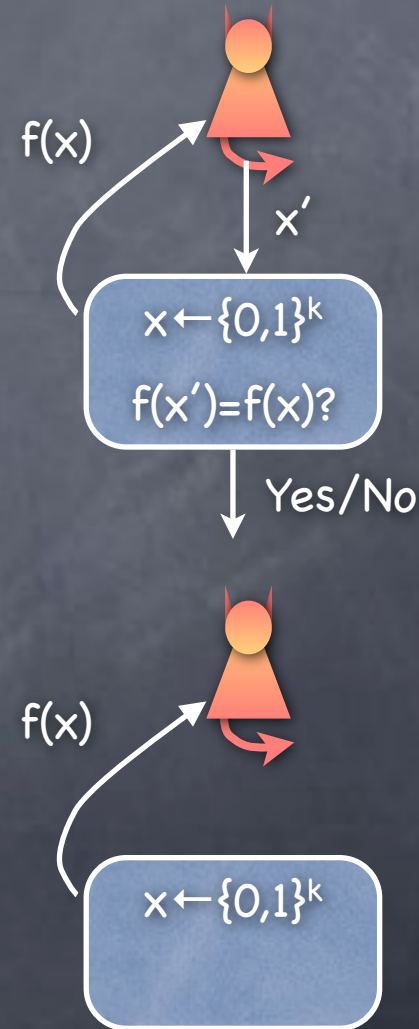 f(x)
x′
x←{0,1}ᵏ
f(x′)=f(x)?
Yes/No
f(x)
x←{0,1}ᵏ